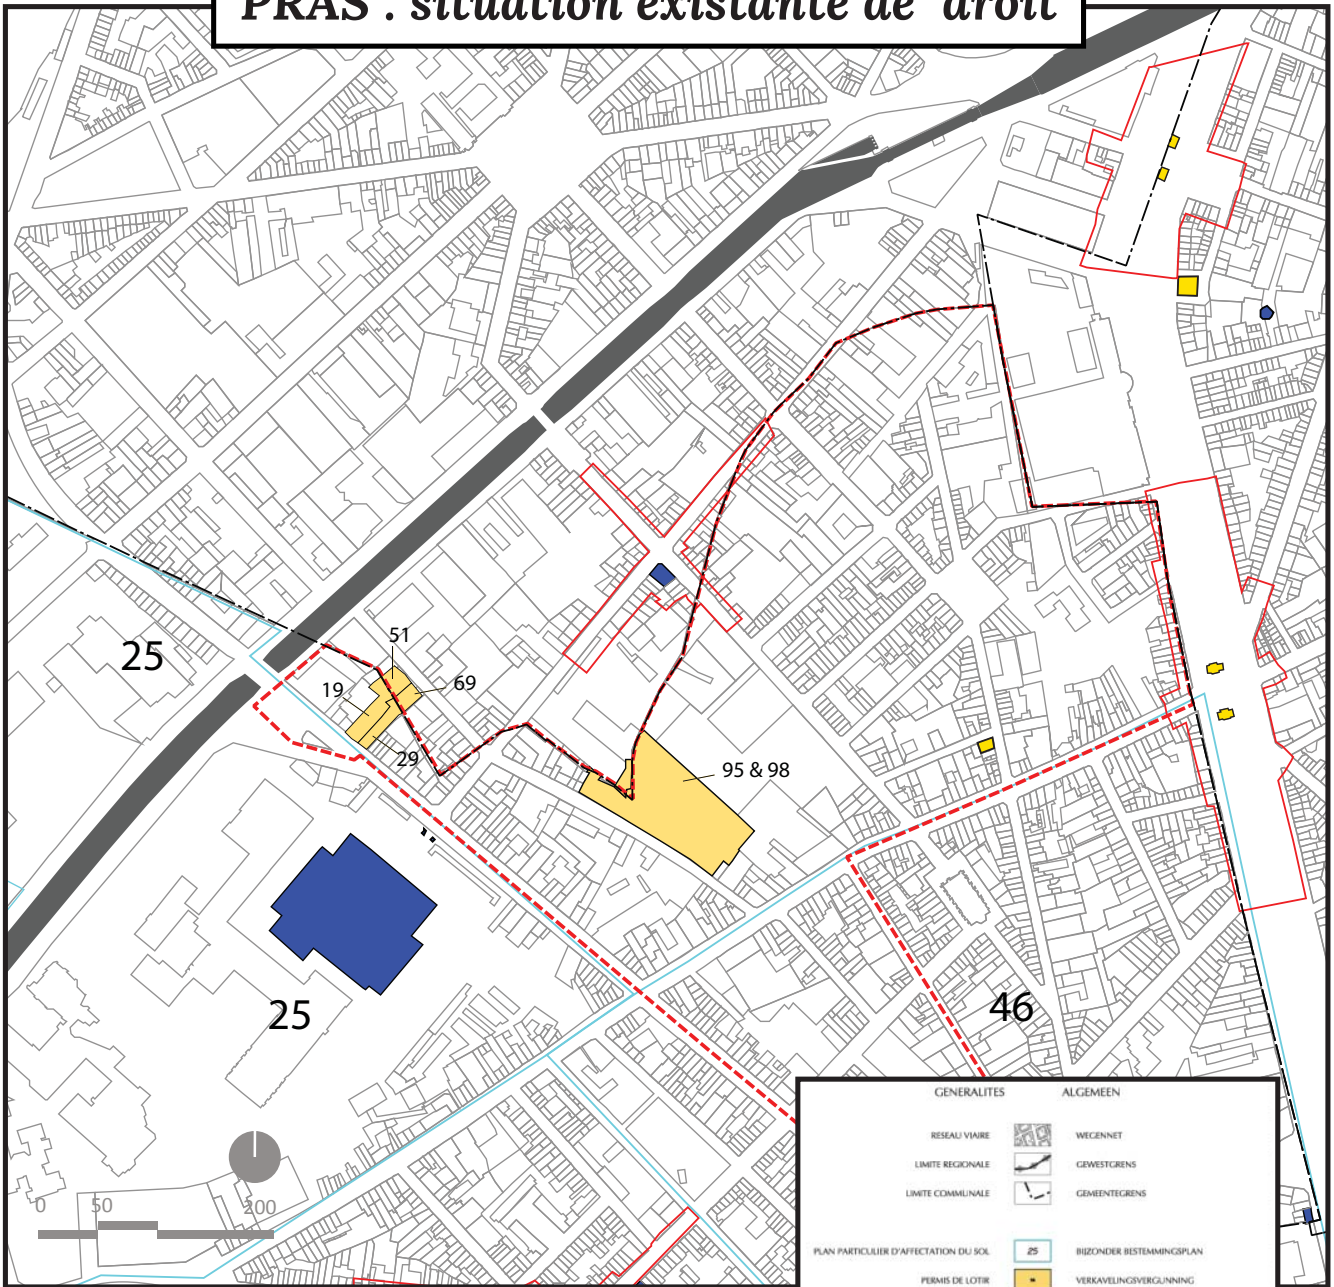 PRAS : situation existante de droit
51
25
69
19
29
95 & 98
46
25
GENERALITES ALGEMEEN
RESEAU VIAIRE WEGENNET
LIMITE REGIONALE GEWESTGRENS
LIMITE COMMUNALE GEMEENTEGRENS
0 50 200
PLAN PARTICULIER D'AFFECTATION DU SOL 25 BIJZONDER BESTEMMINGSPLAN
PERMIS DE LOTIR VERKAVELINGSVERGUNNING